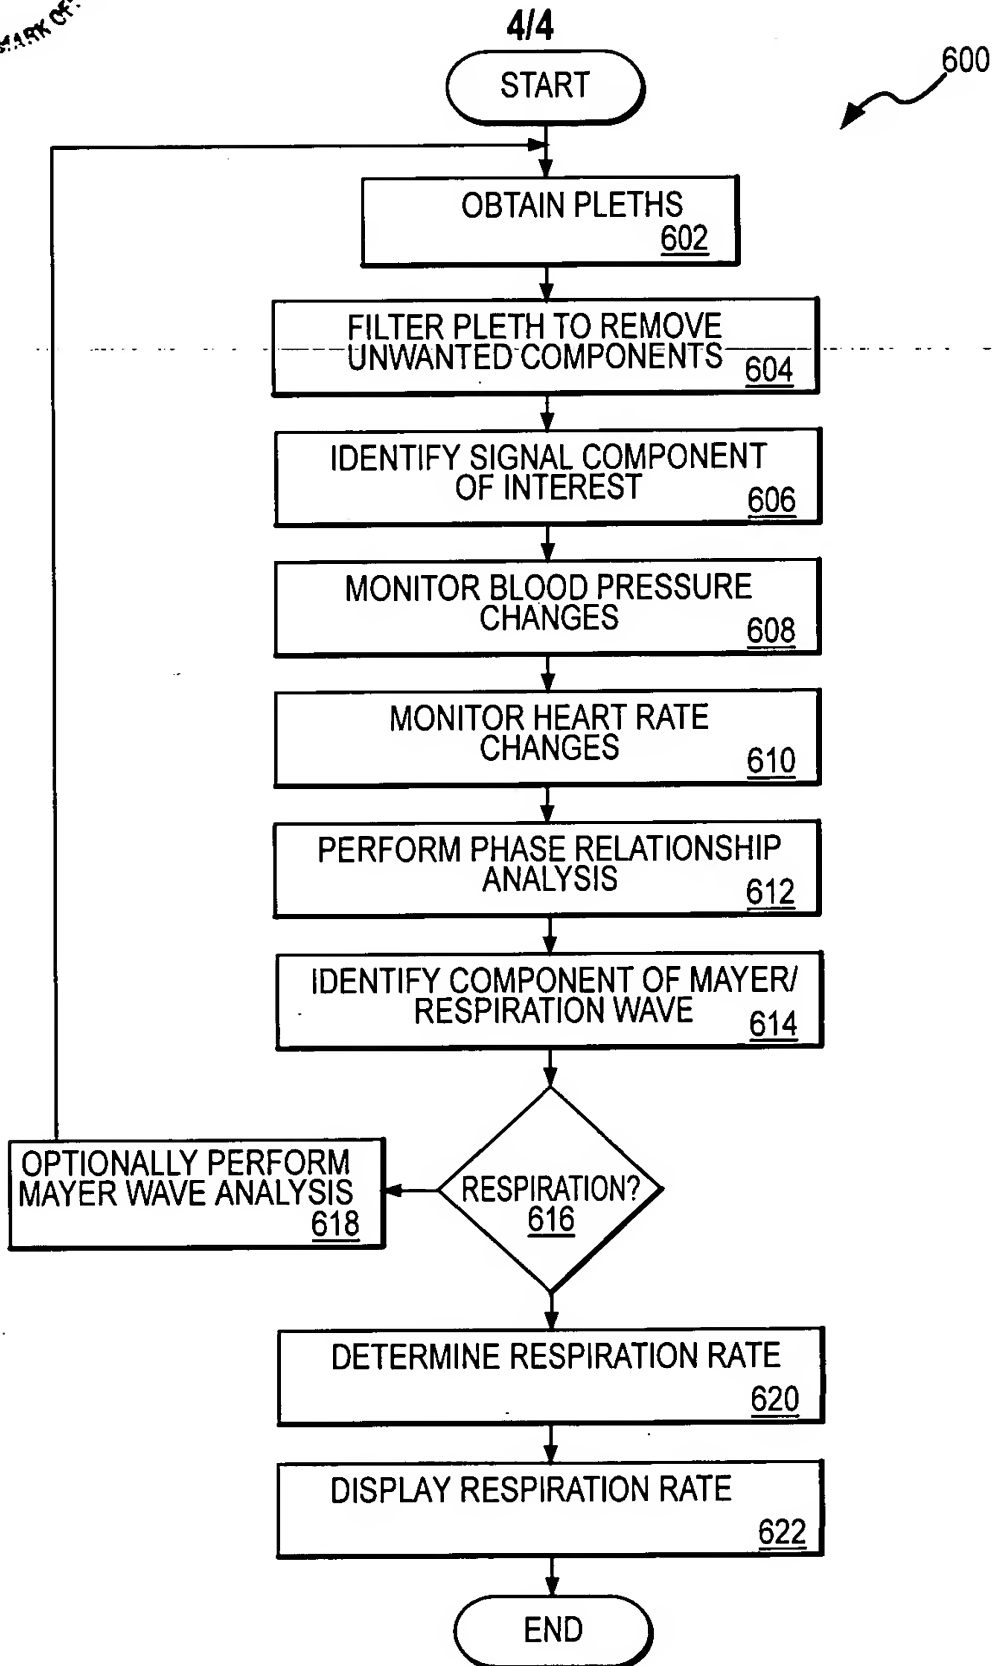 4/4
START
600
OBTAIN PLETHS
602
FILTER PLETH TO REMOVE
UNWANTED COMPONENTS
604
IDENTIFY SIGNAL COMPONENT
OF INTEREST
606
MONITOR BLOOD PRESSURE
CHANGES
608
MONITOR HEART RATE
CHANGES
610
PERFORM PHASE RELATIONSHIP
ANALYSIS
612
IDENTIFY COMPONENT OF MAYER/
RESPIRATION WAVE
614
OPTIONALLY PERFORM
MAYER WAVE ANALYSIS
618
RESPIRATION?
616
DETERMINE RESPIRATION RATE
620
DISPLAY RESPIRATION RATE
622
END